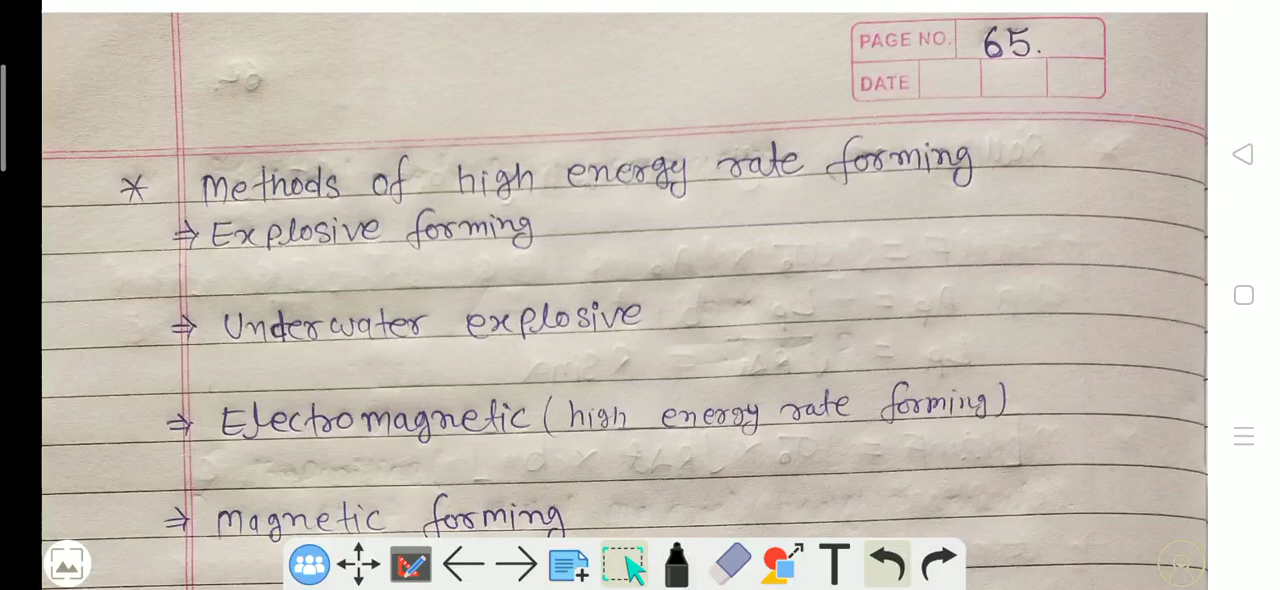 PAGE NO. 65.
DATE
* Methods of high energy rate forming
⇒ Explosive forming
⇒ Underwater explosive
⇒ Electromagnetic (high energy rate forming)
⇒ magnetic forming
T